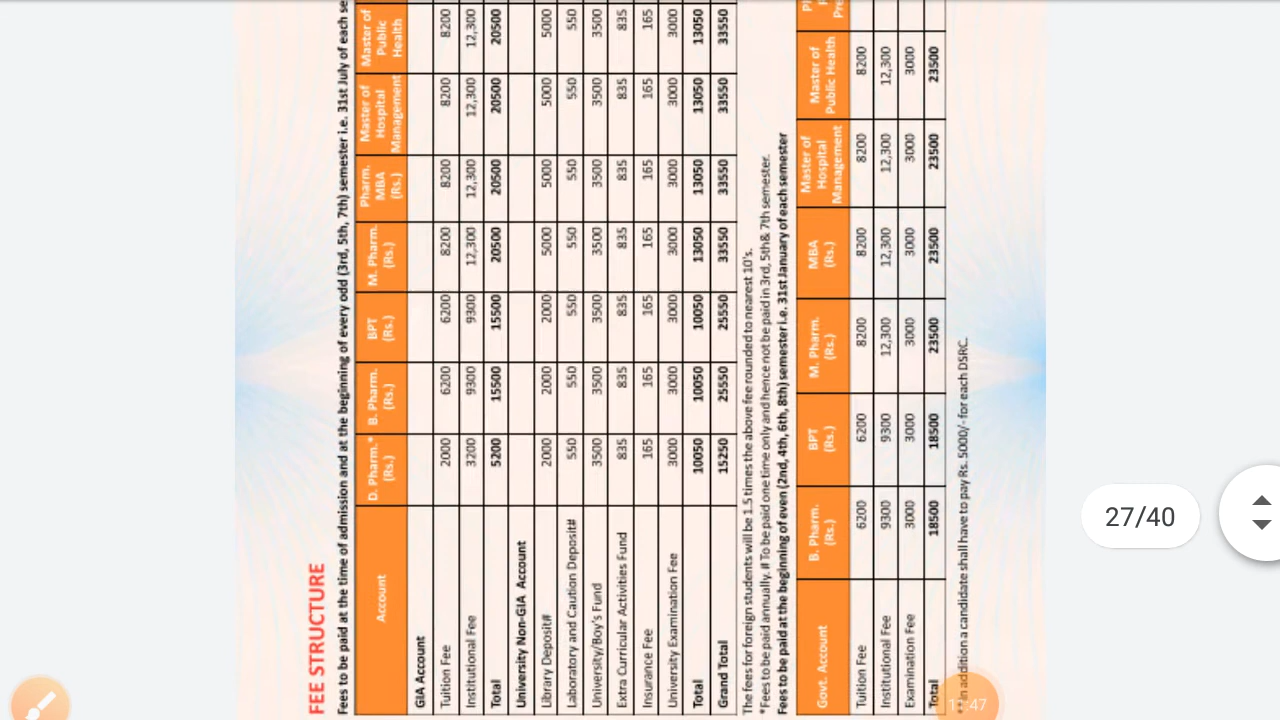 FEE STRUCTURE
Fees to be paid at the time of admission and at the beginning of every odd (3rd, 5th, 7th) semester i.e. 31st July of each se
Account D. Pharm.* (Rs.) B. Pharm. (Rs.) BPT (Rs.) M. Pharm. (Rs.) Pharm. MBA (Rs.) Master of Hospital Management Master of Public Health
GIA Account
Tuition Fee 2000 6200 6200 8200 8200 8200 8200
Institutional Fee 3200 9300 9300 12,300 12,300 12,300 12,300
Total 5200 15500 15500 20500 20500 20500 20500
University Non-GIA Account
Library Deposit# 2000 2000 2000 5000 5000 5000 5000
Laboratory and Caution Deposit# 550 550 550 550 550 550 550
University/Boy's Fund 3500 3500 3500 3500 3500 3500 3500
Extra Curricular Activities Fund 835 835 835 835 835 835 835
Insurance Fee 165 165 165 165 165 165 165
University Examination Fee 3000 3000 3000 3000 3000 3000 3000
Total 10050 10050 10050 13050 13050 13050 13050
Grand Total 15250 25550 25550 33550 33550 33550 33550
The fees for foreign students will be 1.5 times the above fee rounded to nearest 10's.
*Fees to be paid annually. # To be paid one time only and hence not be paid in 3rd, 5th& 7th semester.
Fees to be paid at the beginning of even (2nd, 4th, 6th, 8th) semester i.e. 31st January of each semester
Govt. Account B. Pharm. (Rs.) BPT (Rs.) M. Pharm. (Rs.) MBA (Rs.) Master of Hospital Management Master of Public Health
Tuition Fee 6200 6200 8200 8200 8200 8200
Institutional Fee 9300 9300 12,300 12,300 12,300 12,300
Examination Fee 3000 3000 3000 3000 3000 3000
Total 18500 18500 23500 23500 23500 23500
addition a candidate shall have to pay Rs. 5000/- for each DSRC.
27/40